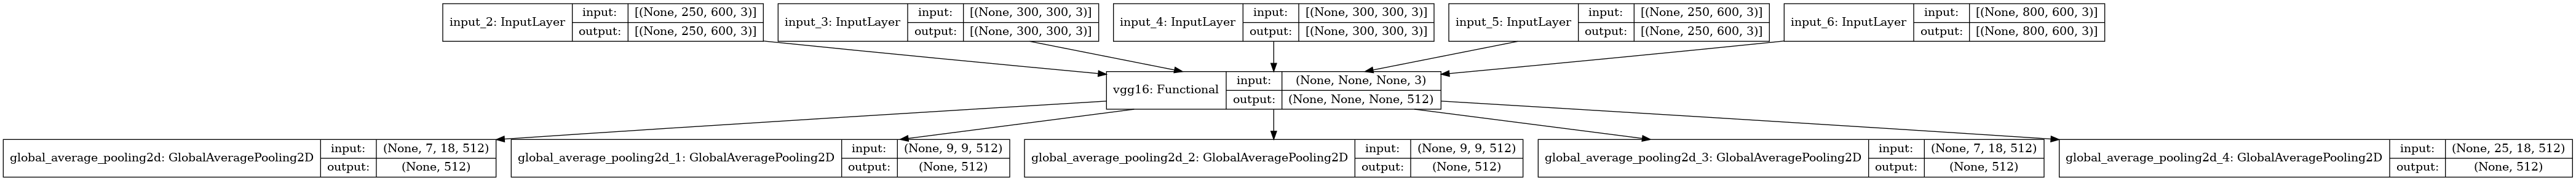 input_2: InputLayer input: [(None, 250, 600, 3)] output: [(None, 250, 600, 3)]
input_3: InputLayer input: [(None, 300, 300, 3)] output: [(None, 300, 300, 3)]
input_4: InputLayer input: [(None, 300, 300, 3)] output: [(None, 300, 300, 3)]
input_5: InputLayer input: [(None, 250, 600, 3)] output: [(None, 250, 600, 3)]
input_6: InputLayer input: [(None, 800, 600, 3)] output: [(None, 800, 600, 3)]
vgg16: Functional input: (None, None, None, 3) output: (None, None, None, 512)
global_average_pooling2d: GlobalAveragePooling2D input: (None, 7, 18, 512) output: (None, 512)
global_average_pooling2d_1: GlobalAveragePooling2D input: (None, 9, 9, 512) output: (None, 512)
global_average_pooling2d_2: GlobalAveragePooling2D input: (None, 9, 9, 512) output: (None, 512)
global_average_pooling2d_3: GlobalAveragePooling2D input: (None, 7, 18, 512) output: (None, 512)
global_average_pooling2d_4: GlobalAveragePooling2D input: (None, 25, 18, 512) output: (None, 512)